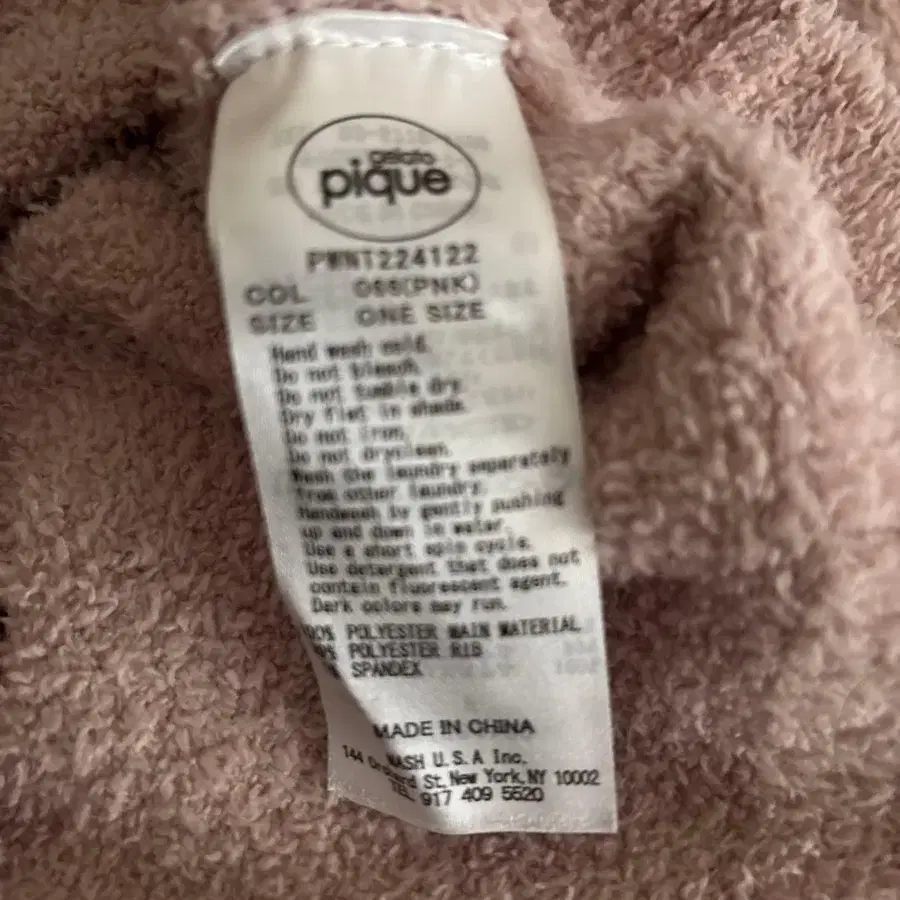 gelato
pique
PWNT224122
COL 066(PNK)
SIZE ONE SIZE
Hand wash cold.
Do not bleach.
Do not tumble dry.
Dry flat in shade.
Do not iron.
Do not dryclean.
Wash the laundry separately
from other laundry.
Handwash by gently pushing
up and down in water.
Use a short spin cycle.
Use detergent that does not
contain fluorescent agent.
Dark colors may run.
POLYESTER MAIN MATERIAL
POLYESTER RIB
SPANDEX
MADE IN CHINA
MASH U.S.A Inc.
144 St, New York, NY 10002
TEL 917 409 5520